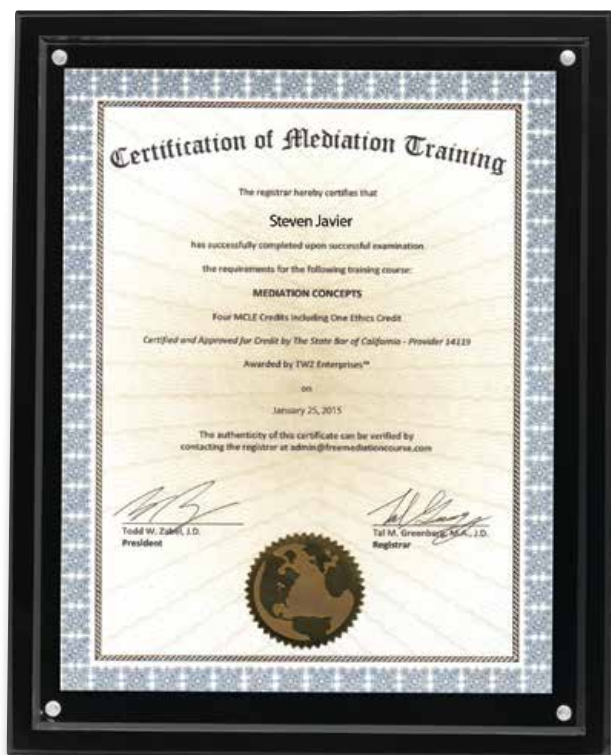 Certification of Mediation Training
The registrar hereby certifies that
Steven Javier
has successfully completed upon successful examination
the requirements for the following training course:
MEDIATION CONCEPTS
Four MCLE Credits Including One Ethics Credit
Certified and Approved for Credit by The State Bar of California - Provider 14119
Awarded by TWZ Enterprises™
on
January 25, 2015
The authenticity of this certificate can be verified by
contacting the registrar at admin@freemediationcourse.com
Todd W. Zabel, J.D.
President
Tal M. Greenberg, M.A., J.D.
Registrar